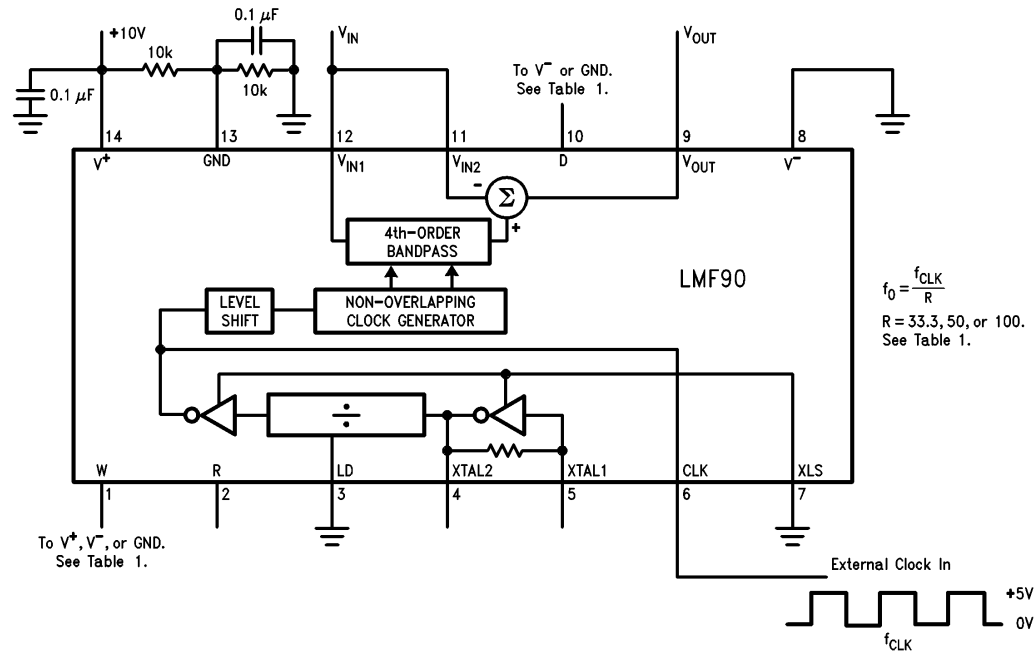 +10V
10k
0.1 µF
10k
0.1 µF
V_IN
To V⁻ or GND.
See Table 1.
V_OUT
14
13
12
11
10
9
8
V⁺
GND
V_IN1
V_IN2
D
V_OUT
V⁻
-
Σ
+
4th-ORDER
BANDPASS
LMF90
LEVEL
SHIFT
NON-OVERLAPPING
CLOCK GENERATOR
f_O = f_CLK / R
R = 33.3, 50, or 100.
See Table 1.
÷
W
R
LD
XTAL2
XTAL1
CLK
XLS
1
2
3
4
5
6
7
To V⁺, V⁻, or GND.
See Table 1.
External Clock In
+5V
0V
f_CLK